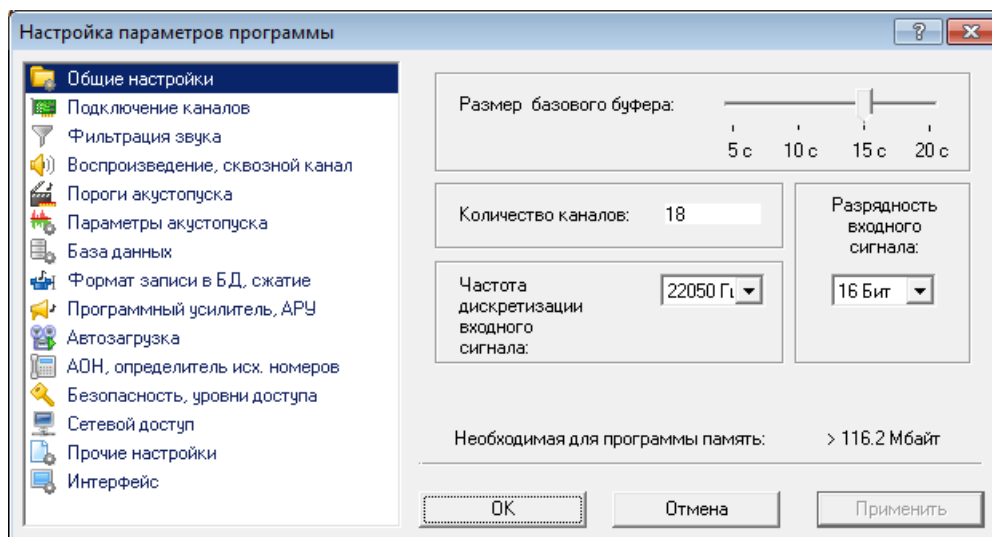 Настройка параметров программы
Общие настройки
Подключение каналов
Фильтрация звука
Воспроизведение, сквозной канал
Пороги акустопуска
Параметры акустопуска
База данных
Формат записи в БД, сжатие
Программный усилитель, АРУ
Автозагрузка
АОН, определитель исх. номеров
Безопасность, уровни доступа
Сетевой доступ
Прочие настройки
Интерфейс
Размер базового буфера:
5 с 10 с 15 с 20 с
Количество каналов: 18
Частота
дискретизации
входного
сигнала:
22050 Гц
Разрядность
входного
сигнала:
16 Бит
Необходимая для программы память: > 116.2 Мбайт
OK Отмена Применить